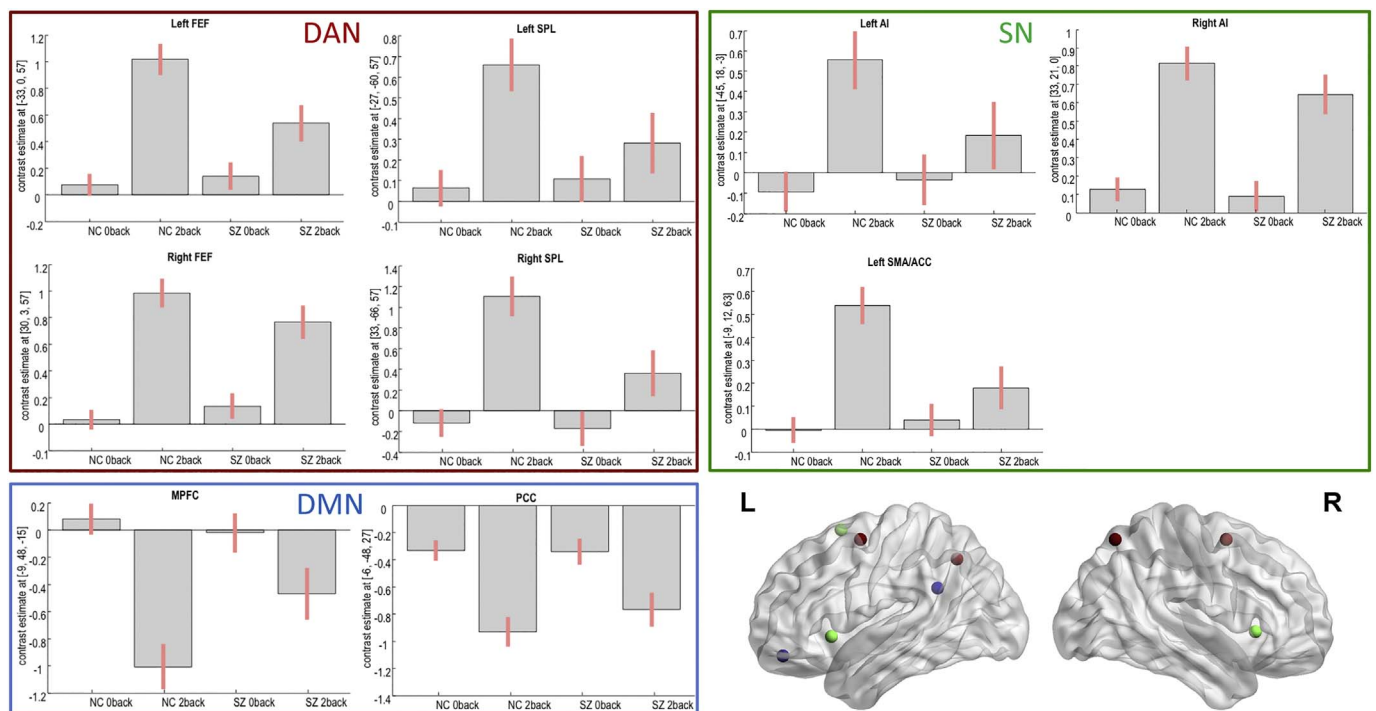 Left FEF
DAN
Left SPL
contrast estimate at [-33, 0, 57]
1.2
1
0.8
0.6
0.4
0.2
0
-0.2
NC 0back NC 2back SZ 0back SZ 2back
contrast estimate at [-27, -60, 57]
0.8
0.7
0.6
0.5
0.4
0.3
0.2
0.1
0
-0.1
NC 0back NC 2back SZ 0back SZ 2back
Right FEF
Right SPL
contrast estimate at [30, 3, 57]
1.2
1
0.8
0.6
0.4
0.2
0
-0.1
NC 0back NC 2back SZ 0back SZ 2back
contrast estimate at [33, -66, 57]
1.4
1.2
1
0.8
0.6
0.4
0.2
0
-0.2
-0.4
NC 0back NC 2back SZ 0back SZ 2back
Left AI
SN
Right AI
contrast estimate at [-45, 18, -3]
0.7
0.6
0.5
0.4
0.3
0.2
0.1
0
-0.1
-0.2
NC 0back NC 2back SZ 0back SZ 2back
contrast estimate at [33, 21, 0]
1
0.9
0.8
0.7
0.6
0.5
0.4
0.3
0.2
0.1
0
NC 0back NC 2back SZ 0back SZ 2back
Left SMA/ACC
contrast estimate at [-9, 12, 63]
0.7
0.6
0.5
0.4
0.3
0.2
0.1
0
-0.1
NC 0back NC 2back SZ 0back SZ 2back
MPFC
DMN
PCC
contrast estimate at [-9, 48, -15]
0.2
0
-0.2
-0.4
-0.6
-0.8
-1
-1.2
NC 0back NC 2back SZ 0back SZ 2back
contrast estimate at [-6, -48, 27]
0
-0.2
-0.4
-0.6
-0.8
-1
-1.2
-1.4
NC 0back NC 2back SZ 0back SZ 2back
L
R